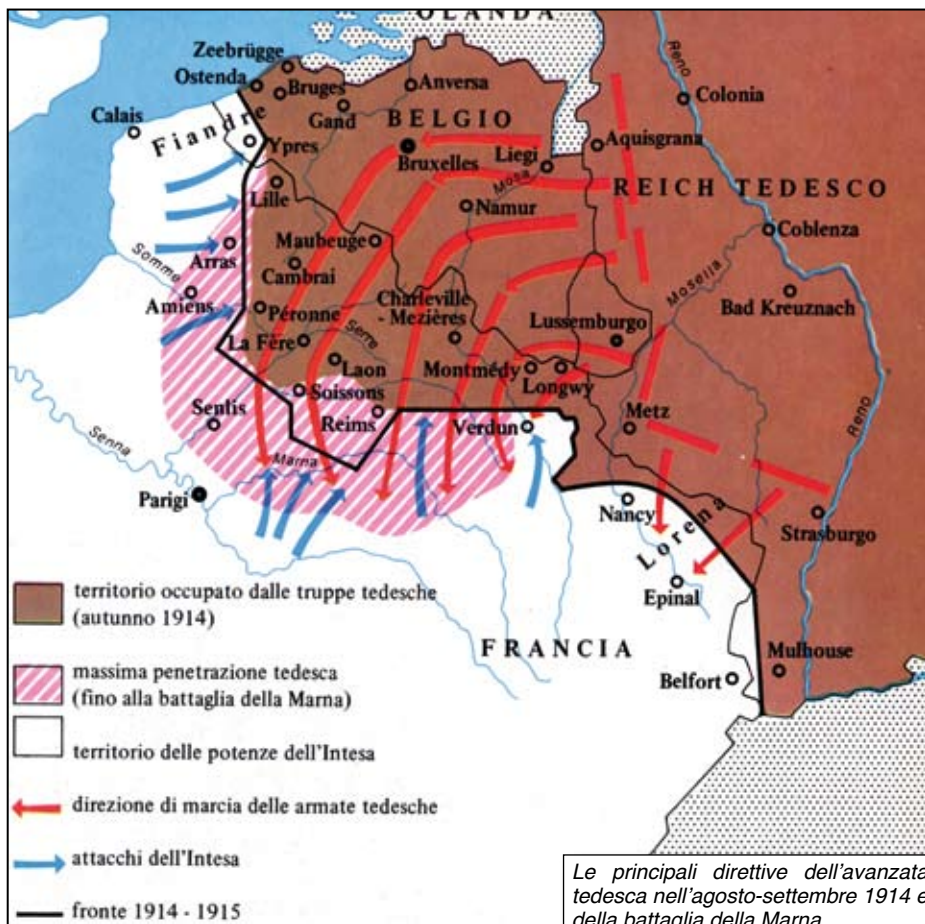 OLANDA
Zeebrügge
Ostenda
Bruges
Anversa
Reno
Colonia
Calais
Fiandre
Gand
BELGIO
Aquisgrana
Ypres
Bruxelles
Liegi
Mosa
REICH TEDESCO
Lille
Namur
Coblenza
Maubeuge
Arras
Somme
Cambrai
Mosella
Amiens
Péronne
Charleville
- Mezières
Lussemburgo
Bad Kreuznach
La Fère
Serre
Laon
Montmédy
Longwy
Soissons
Senlis
Reims
Verdun
Metz
Reno
Senna
Marna
Parigi
Nancy
Lorena
Strasburgo
Epinal
FRANCIA
Mulhouse
Belfort
territorio occupato dalle truppe tedesche
(autunno 1914)
massima penetrazione tedesca
(fino alla battaglia della Marna)
territorio delle potenze dell'Intesa
direzione di marcia delle armate tedesche
attacchi dell'Intesa
fronte 1914 - 1915
Le principali direttive dell'avanzata
tedesca nell'agosto-settembre 1914 e
della battaglia della Marna